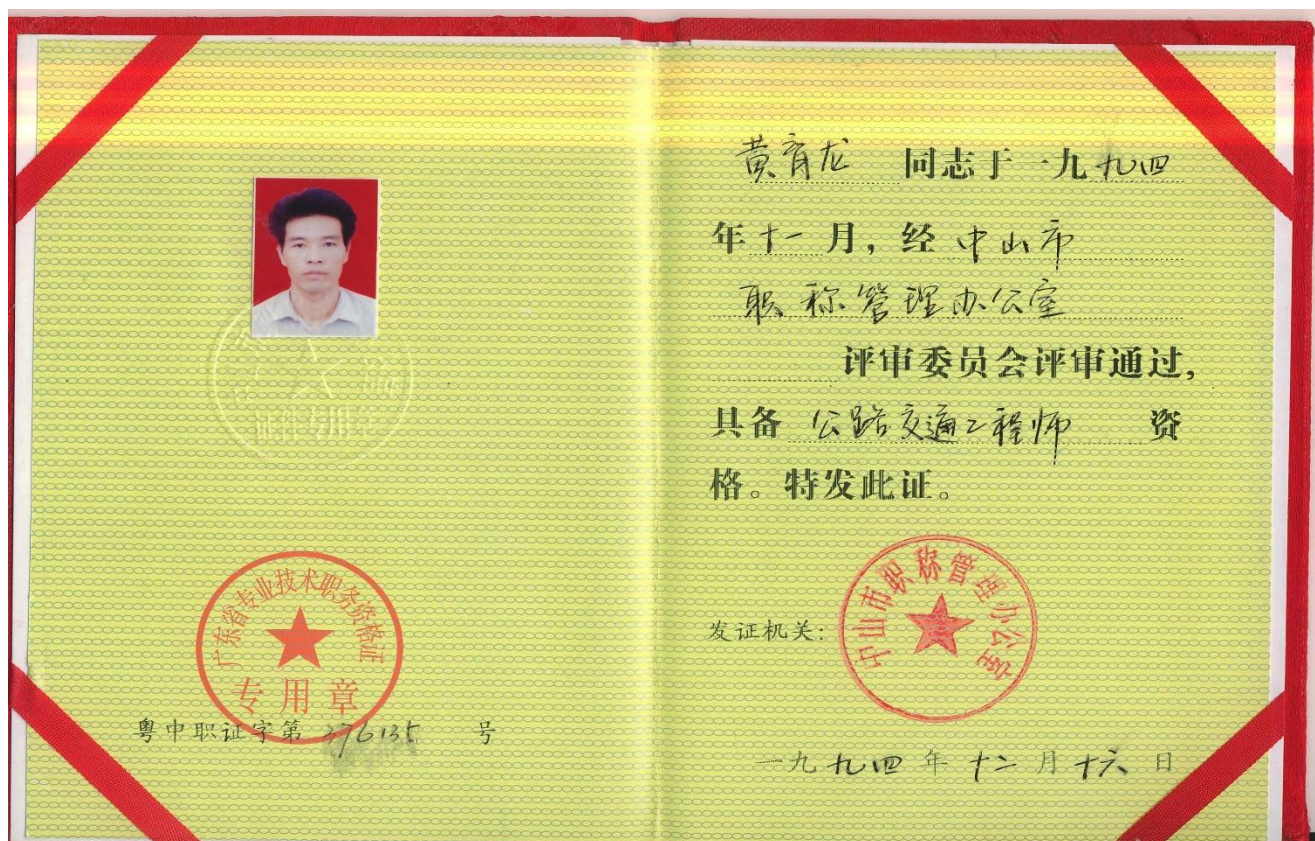 广东省专业技术职务资格证
专用章
粤中职证字第 376135 号
黄育龙 同志于一九九四
年十一月，经中山市
职称管理办公室
评审委员会评审通过，
具备 公路交通工程师 资
格。特发此证。
发证机关：
中山市职称管理办公室
一九九四年十二月十六日